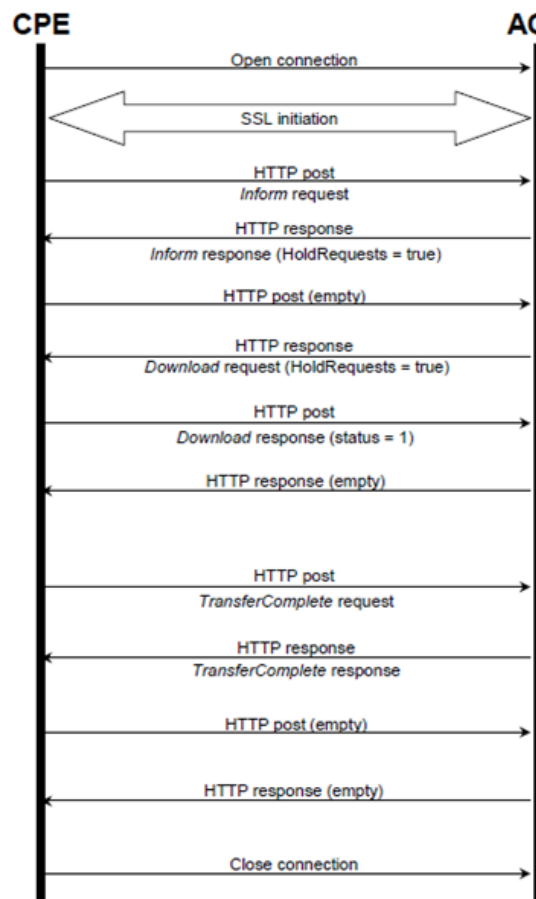 CPE
AC
Open connection
SSL initiation
HTTP post
Inform request
HTTP response
Inform response (HoldRequests = true)
HTTP post (empty)
HTTP response
Download request (HoldRequests = true)
HTTP post
Download response (status = 1)
HTTP response (empty)
HTTP post
TransferComplete request
HTTP response
TransferComplete response
HTTP post (empty)
HTTP response (empty)
Close connection